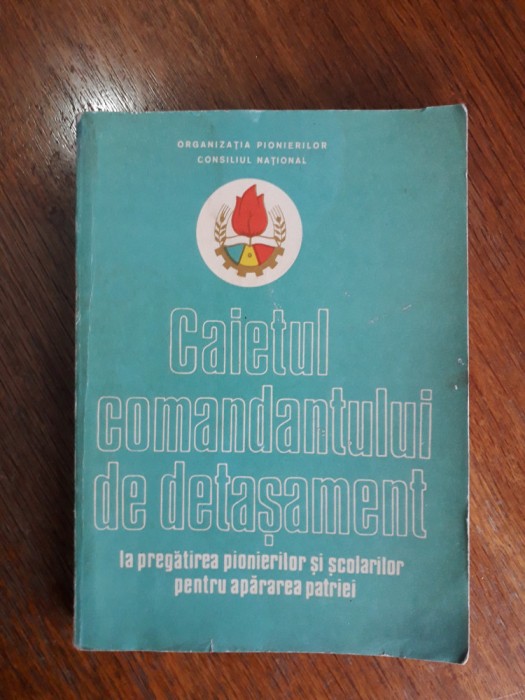 ORGANIZAȚIA PIONIERILOR
CONSILIUL NAȚIONAL
Caietul
comandantului
de detașament
la pregătirea pionierilor și școlarilor
pentru apărarea patriei